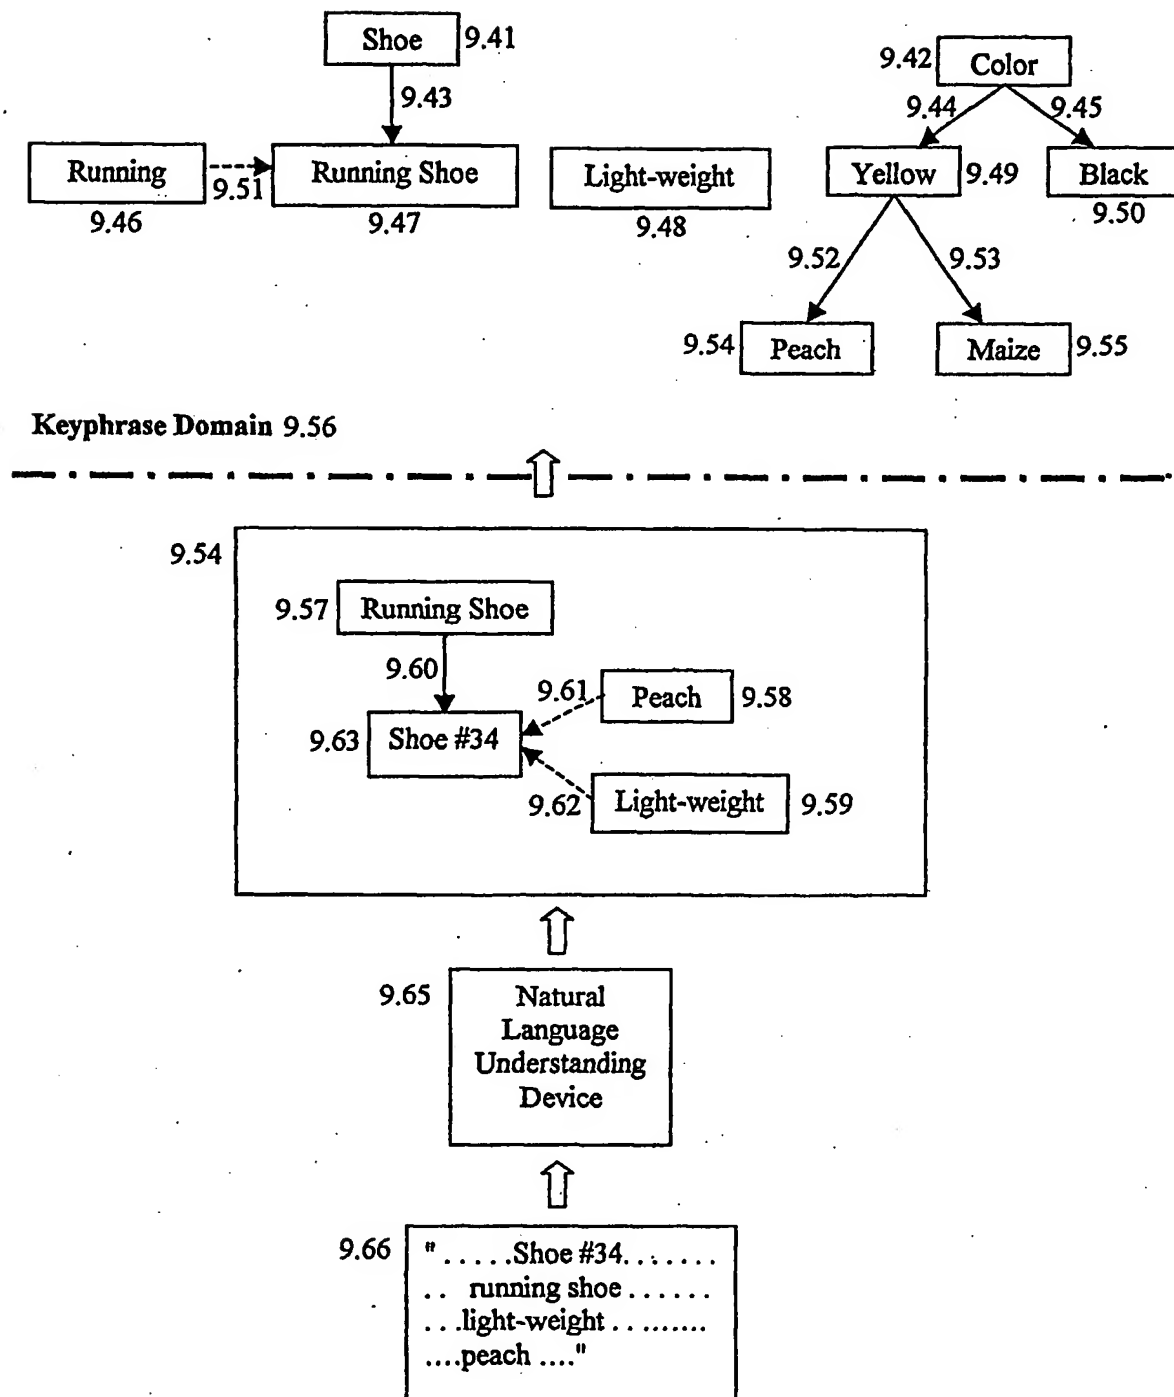 Shoe 9.41
9.42 Color
9.43
9.44 9.45
Running Running Shoe Light-weight Yellow 9.49 Black
9.51
9.46 9.47 9.48 9.50
9.52 9.53
9.54 Peach Maize 9.55
Keyphrase Domain 9.56
9.54
9.57 Running Shoe
9.60
9.61 Peach 9.58
9.63 Shoe #34
9.62 Light-weight 9.59
9.65 Natural
Language
Understanding
Device
9.66 " . . . . .Shoe #34. . . . . . . .
. . running shoe . . . . . .
. . .light-weight . . ........
....peach ...."